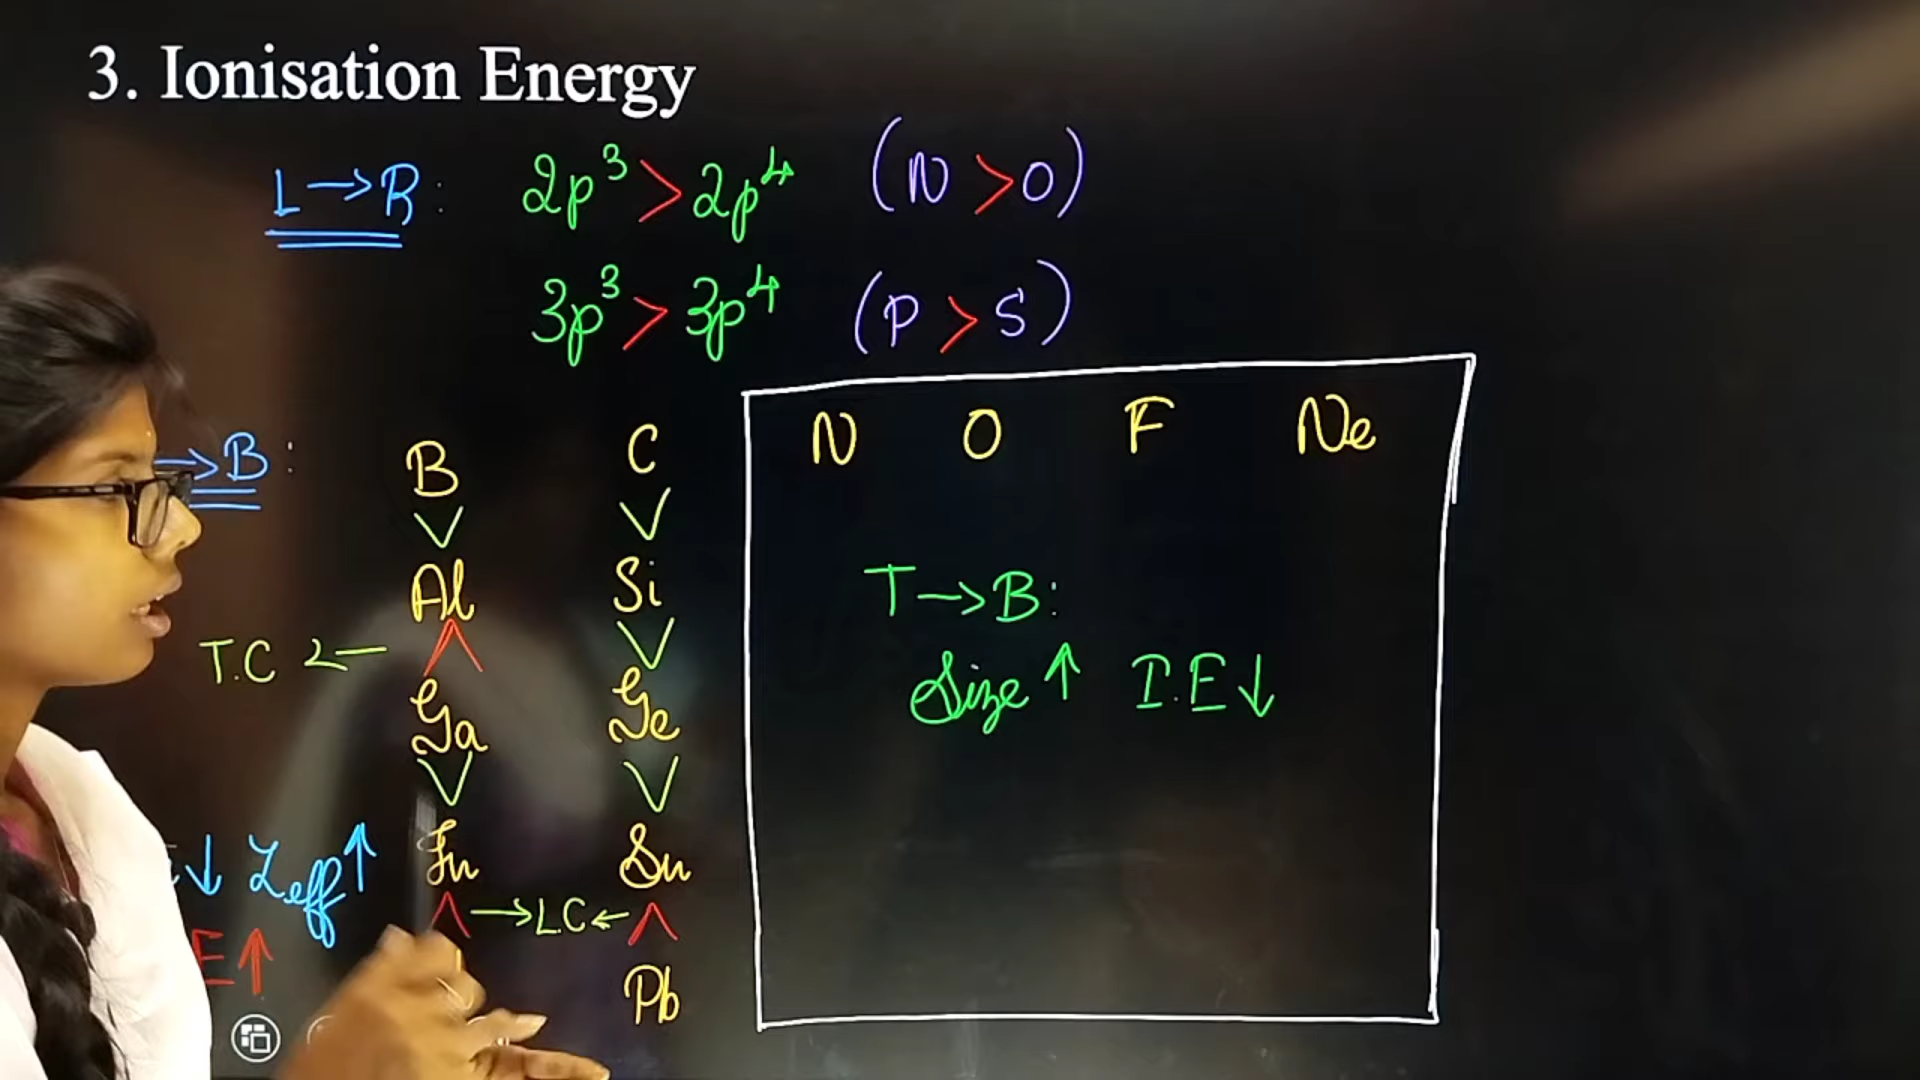 3. Ionisation Energy
L → R : 2p³ > 2p⁴ (N > O)
3p³ > 3p⁴ (P > S)
→ B :
B C N O F Ne
∨ ∨
Al Si T → B :
T.C ← ∧ ∨
Ga Ge Size ↑ I.E ↓
∨ ∨
↓ Zeff ↑ In Sn
∧ → L.C ← ∧
E ↑ Pb